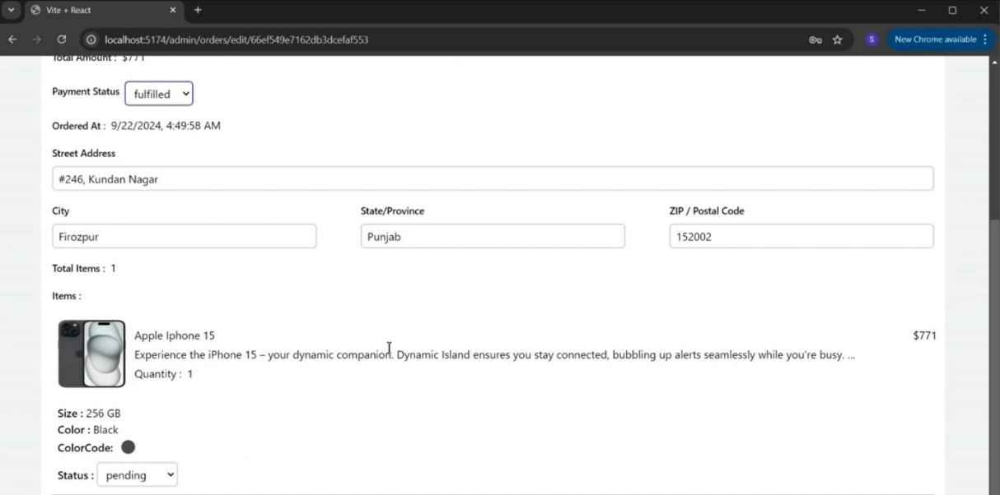 Vite + React
localhost:5174/admin/orders/edit/66ef549e7162db3dcefaf553
S
New Chrome available
Total Amount : $771
Payment Status fulfilled
Ordered At : 9/22/2024, 4:49:58 AM
Street Address
#246, Kundan Nagar
City State/Province ZIP / Postal Code
Firozpur Punjab 152002
Total Items : 1
Items :
Apple Iphone 15 $771
Experience the iPhone 15 – your dynamic companion. Dynamic Island ensures you stay connected, bubbling up alerts seamlessly while you're busy. ...
Quantity : 1
Size : 256 GB
Color : Black
ColorCode:
Status : pending